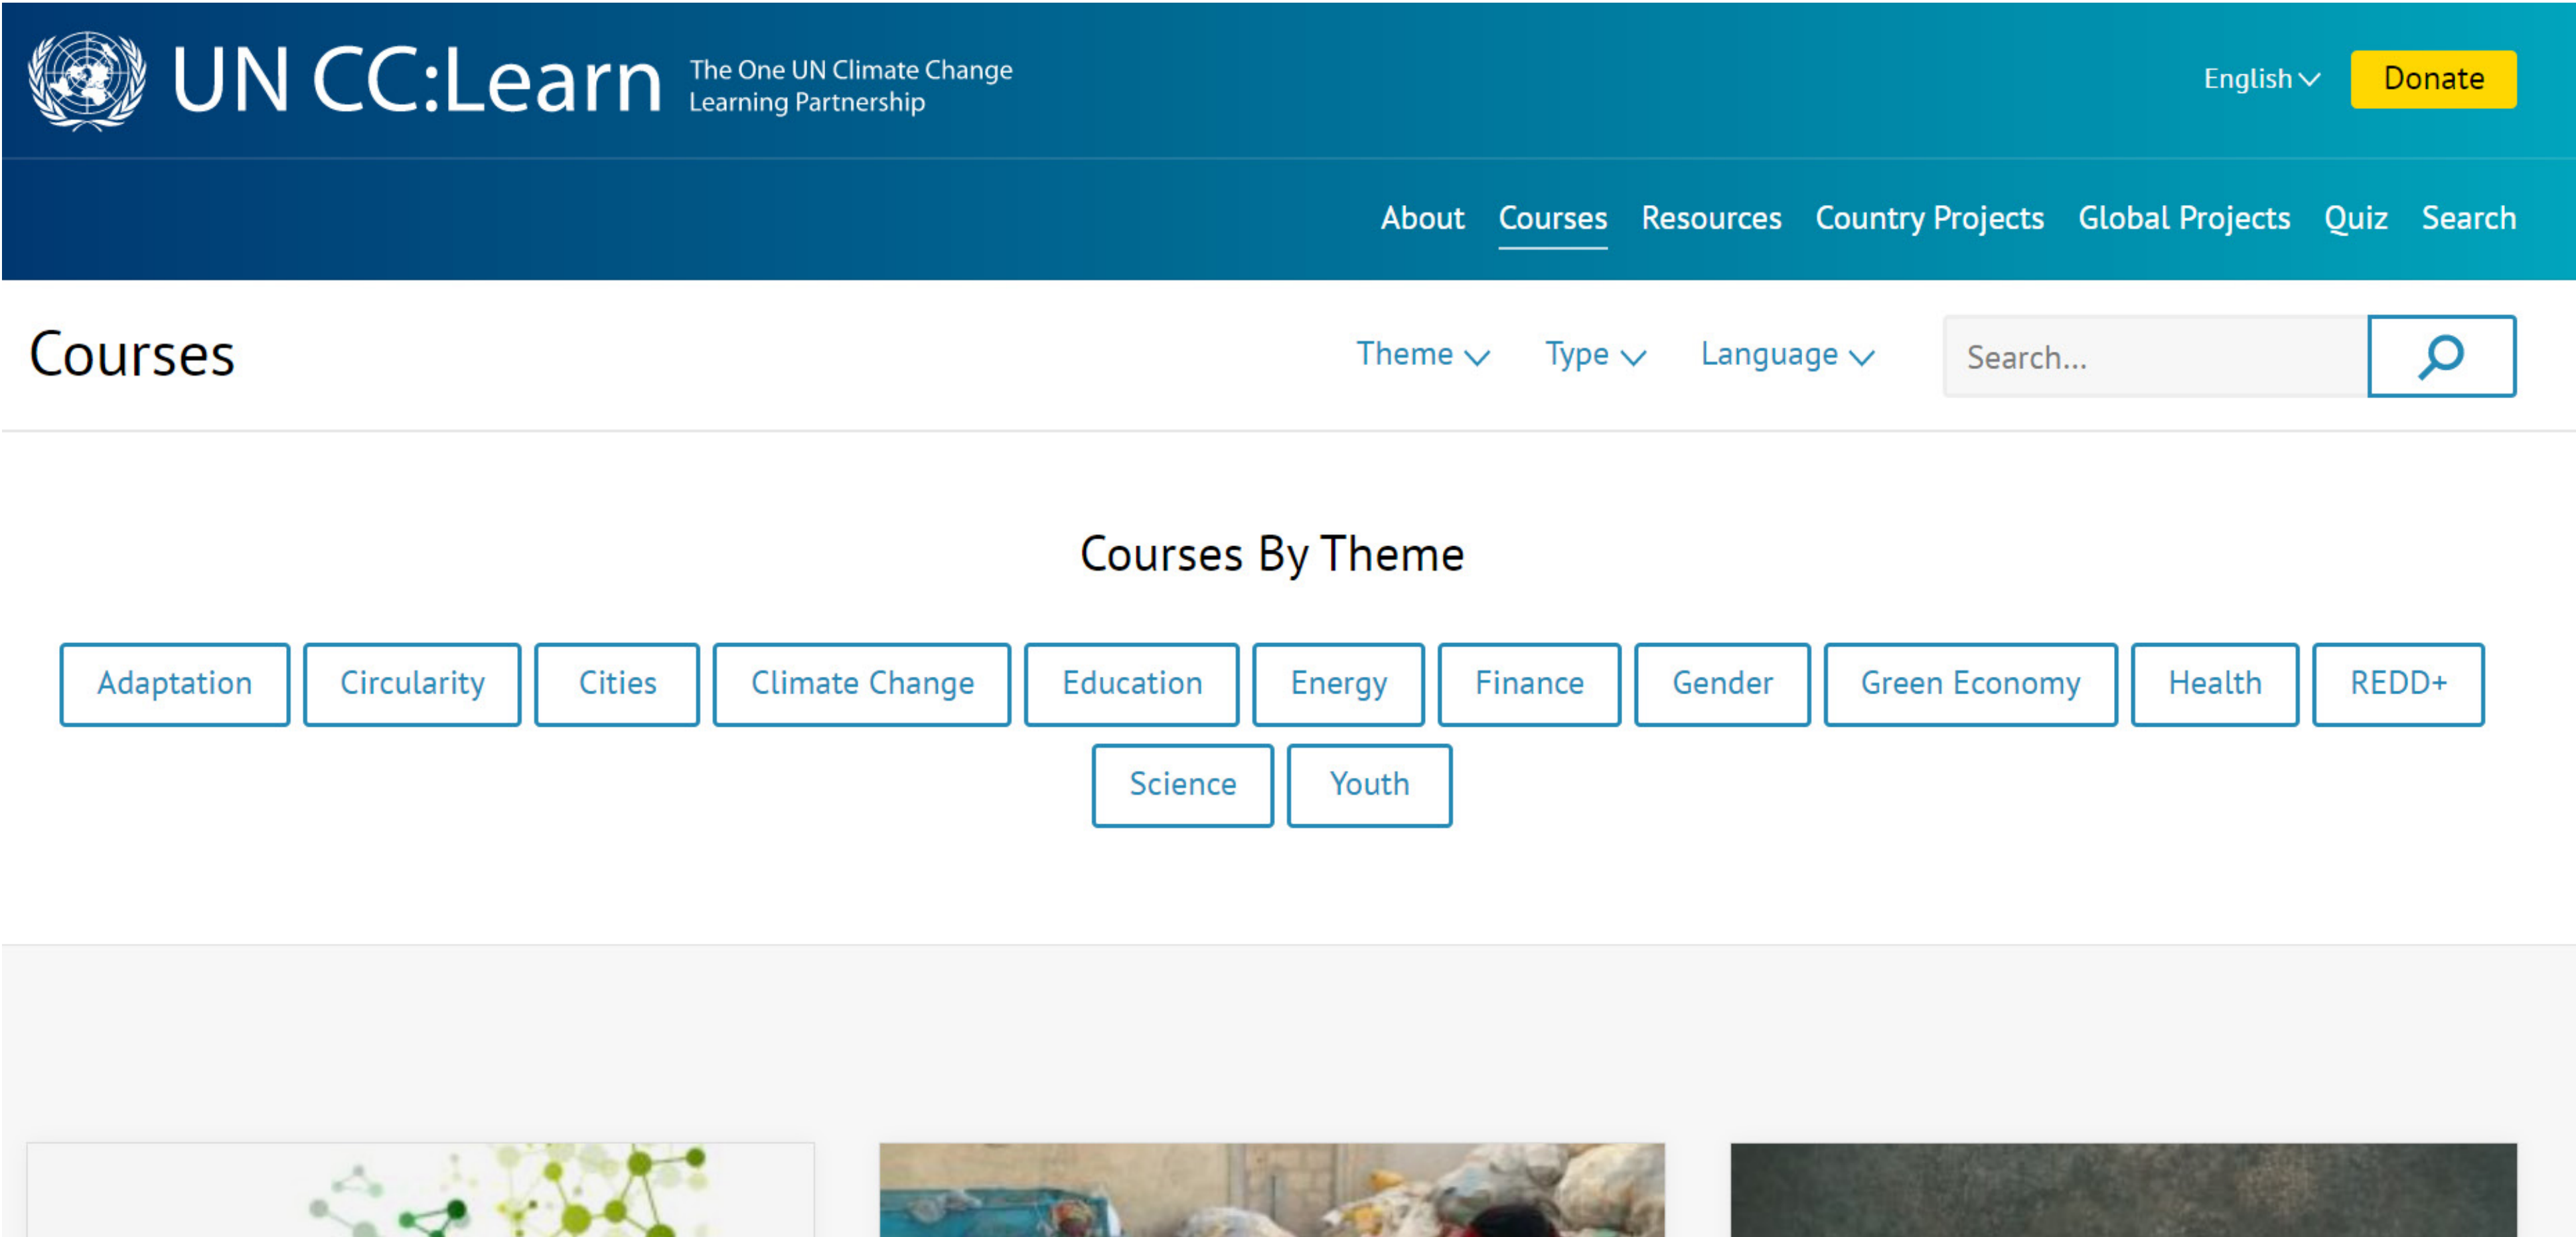 UN CC:Learn
The One UN Climate Change
Learning Partnership
English
Donate
About Courses Resources Country Projects Global Projects Quiz Search
Courses
Theme Type Language Search...
Courses By Theme
Adaptation Circularity Cities Climate Change Education Energy Finance Gender Green Economy Health REDD+
Science Youth